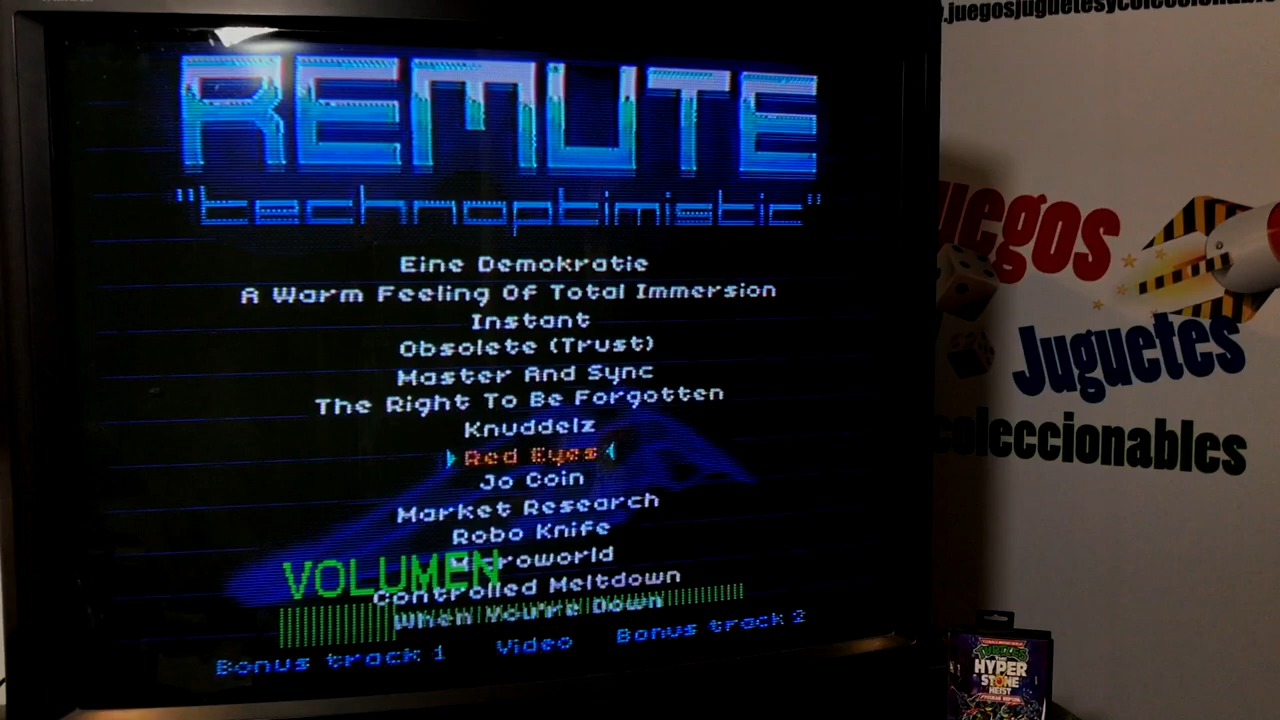 REMUTE
"technoptimistic"
Eine Demokratie
A Warm Feeling Of Total Immersion
Instant
Obsolete (Trust)
Master And Sync
The Right To Be Forgotten
Knuddelz
Red Eyes
Jo Coin
Market Research
Robo Knife
VOLUMEN
Controlled Meltdown
When You're Down
Bonus track 1 Video Bonus track 2
.juegosjuguetesycoleccionables
Juegos
Juguetes
coleccionables
TURTLES
THE
HYPER
STONE
HEIST